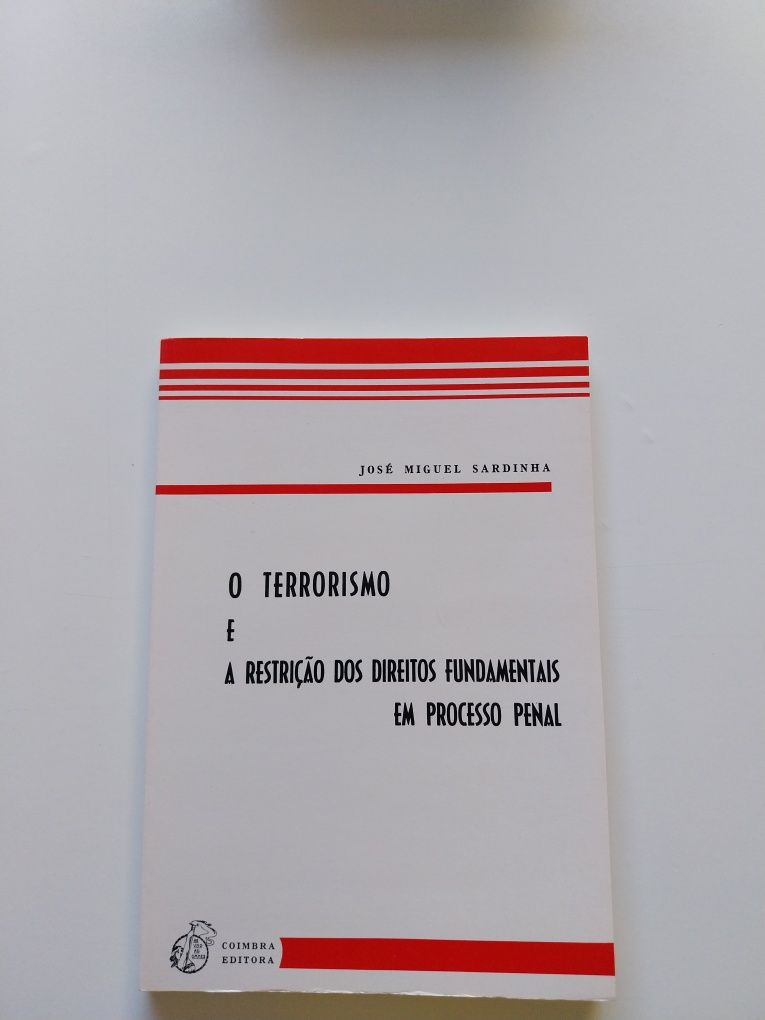 JOSÉ MIGUEL SARDINHA
O TERRORISMO
E
A RESTRIÇÃO DOS DIREITOS FUNDAMENTAIS
EM PROCESSO PENAL
COIMBRA
EDITORA